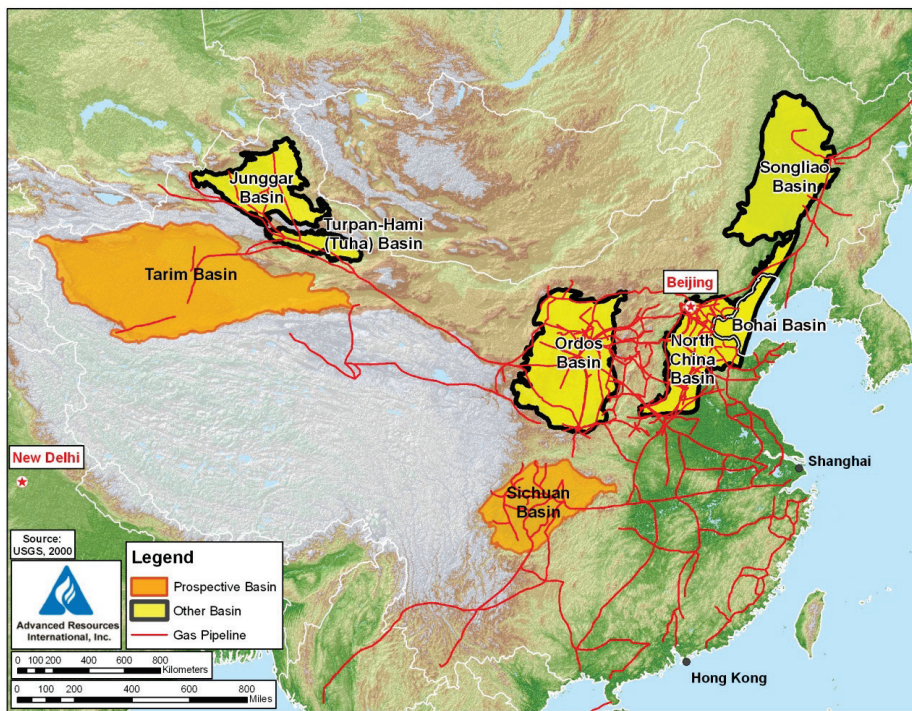 Junggar
Basin
Turpan-Hami
(Tuha) Basin
Songliao
Basin
Tarim Basin
Beijing
Bohai Basin
Ordos
Basin
North
China
Basin
New Delhi
Shanghai
Sichuan
Basin
Hong Kong
Source:
USGS, 2000
Advanced Resources
International, Inc.
Legend
Prospective Basin
Other Basin
Gas Pipeline
0 100 200 400 600 800
Kilometers
0 100 200 400 600 800
Miles